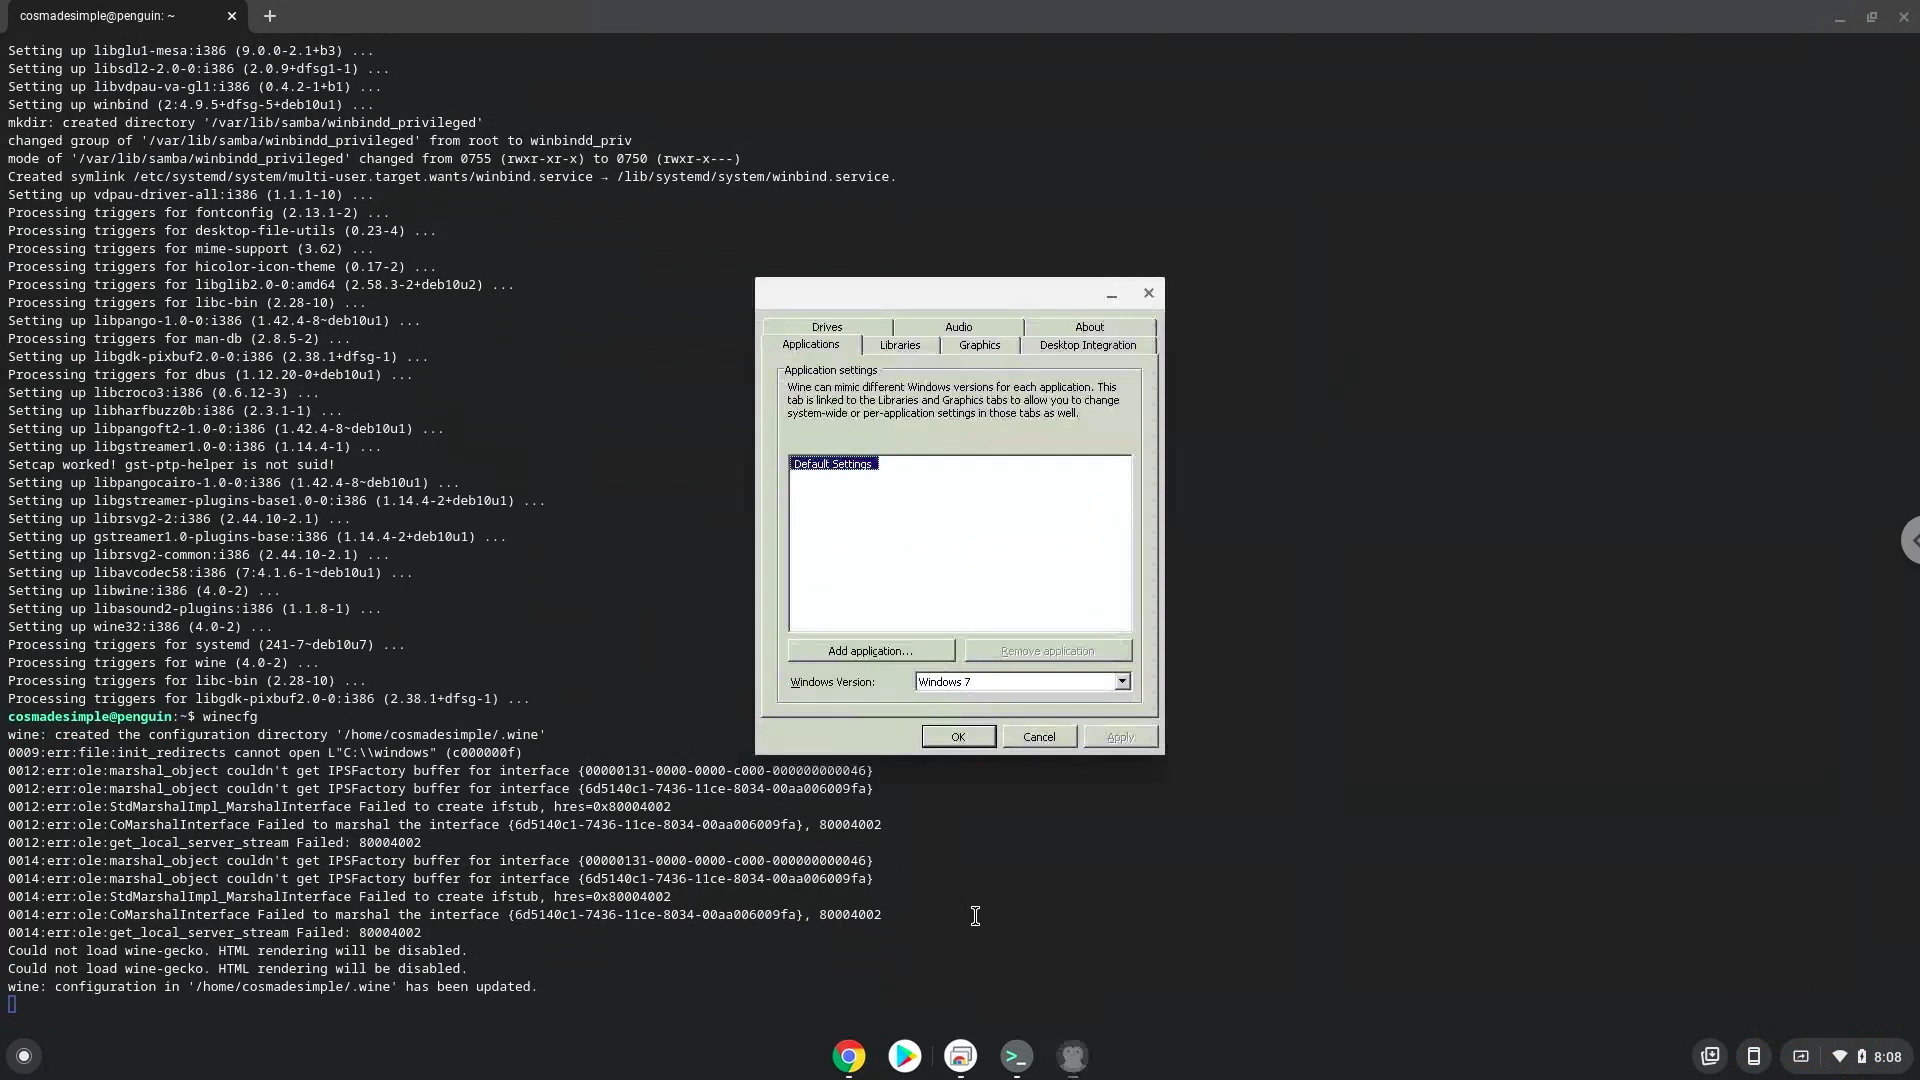 cosmadesimple@penguin: ~
Setting up libglu1-mesa:i386 (9.0.0-2.1+b3) ...
Setting up libsdl2-2.0-0:i386 (2.0.9+dfsg1-1) ...
Setting up libvdpau-va-gl1:i386 (0.4.2-1+b1) ...
Setting up winbind (2:4.9.5+dfsg-5+deb10u1) ...
mkdir: created directory '/var/lib/samba/winbindd_privileged'
changed group of '/var/lib/samba/winbindd_privileged' from root to winbindd_priv
mode of '/var/lib/samba/winbindd_privileged' changed from 0755 (rwxr-xr-x) to 0750 (rwxr-x---)
Created symlink /etc/systemd/system/multi-user.target.wants/winbind.service → /lib/systemd/system/winbind.service.
Setting up vdpau-driver-all:i386 (1.1.1-10) ...
Processing triggers for fontconfig (2.13.1-2) ...
Processing triggers for desktop-file-utils (0.23-4) ...
Processing triggers for mime-support (3.62) ...
Processing triggers for hicolor-icon-theme (0.17-2) ...
Processing triggers for libglib2.0-0:amd64 (2.58.3-2+deb10u2) ...
Processing triggers for libc-bin (2.28-10) ...
Setting up libpango-1.0-0:i386 (1.42.4-8~deb10u1) ...
Processing triggers for man-db (2.8.5-2) ...
Setting up libgdk-pixbuf2.0-0:i386 (2.38.1+dfsg-1) ...
Processing triggers for dbus (1.12.20-0+deb10u1) ...
Setting up libcroco3:i386 (0.6.12-3) ...
Setting up libharfbuzz0b:i386 (2.3.1-1) ...
Setting up libpangoft2-1.0-0:i386 (1.42.4-8~deb10u1) ...
Setting up libgstreamer1.0-0:i386 (1.14.4-1) ...
Setcap worked! gst-ptp-helper is not suid!
Setting up libpangocairo-1.0-0:i386 (1.42.4-8~deb10u1) ...
Setting up libgstreamer-plugins-base1.0-0:i386 (1.14.4-2+deb10u1) ...
Setting up librsvg2-2:i386 (2.44.10-2.1) ...
Setting up gstreamer1.0-plugins-base:i386 (1.14.4-2+deb10u1) ...
Setting up librsvg2-common:i386 (2.44.10-2.1) ...
Setting up libavcodec58:i386 (7:4.1.6-1~deb10u1) ...
Setting up libwine:i386 (4.0-2) ...
Setting up libasound2-plugins:i386 (1.1.8-1) ...
Setting up wine32:i386 (4.0-2) ...
Processing triggers for systemd (241-7~deb10u7) ...
Processing triggers for wine (4.0-2) ...
Processing triggers for libc-bin (2.28-10) ...
Processing triggers for libgdk-pixbuf2.0-0:i386 (2.38.1+dfsg-1) ...
cosmadesimple@penguin:~$ winecfg
wine: created the configuration directory '/home/cosmadesimple/.wine'
0009:err:file:init_redirects cannot open L"C:\\windows" (c000000f)
0012:err:ole:marshal_object couldn't get IPSFactory buffer for interface {00000131-0000-0000-c000-000000000046}
0012:err:ole:marshal_object couldn't get IPSFactory buffer for interface {6d5140c1-7436-11ce-8034-00aa006009fa}
0012:err:ole:StdMarshalImpl_MarshalInterface Failed to create ifstub, hres=0x80004002
0012:err:ole:CoMarshalInterface Failed to marshal the interface {6d5140c1-7436-11ce-8034-00aa006009fa}, 80004002
0012:err:ole:get_local_server_stream Failed: 80004002
0014:err:ole:marshal_object couldn't get IPSFactory buffer for interface {00000131-0000-0000-c000-000000000046}
0014:err:ole:marshal_object couldn't get IPSFactory buffer for interface {6d5140c1-7436-11ce-8034-00aa006009fa}
0014:err:ole:StdMarshalImpl_MarshalInterface Failed to create ifstub, hres=0x80004002
0014:err:ole:CoMarshalInterface Failed to marshal the interface {6d5140c1-7436-11ce-8034-00aa006009fa}, 80004002
0014:err:ole:get_local_server_stream Failed: 80004002
Could not load wine-gecko. HTML rendering will be disabled.
Could not load wine-gecko. HTML rendering will be disabled.
wine: configuration in '/home/cosmadesimple/.wine' has been updated.
Drives Audio About
Applications Libraries Graphics Desktop Integration
Application settings
Wine can mimic different Windows versions for each application. This
tab is linked to the Libraries and Graphics tabs to allow you to change
system-wide or per-application settings in those tabs as well.
Default Settings
Add application... Remove application
Windows Version: Windows 7
OK Cancel Apply
8:08